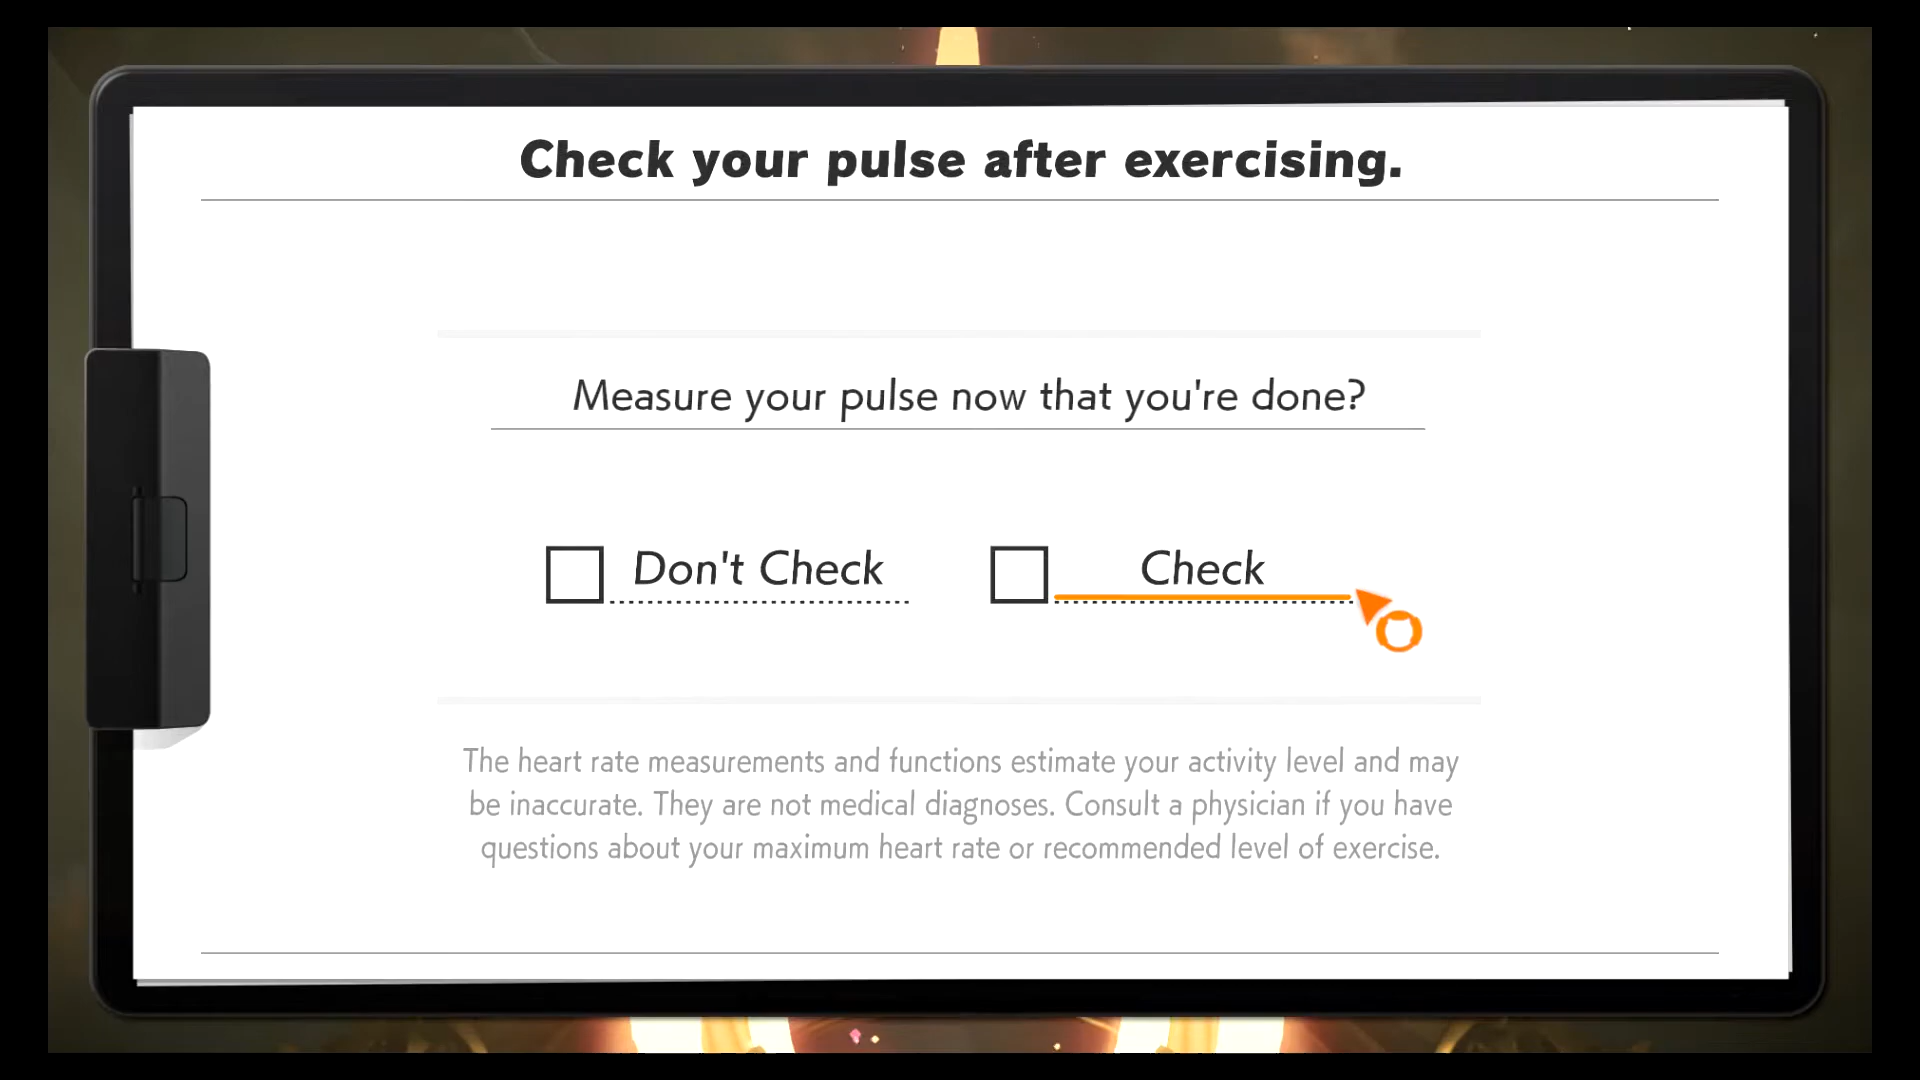 Check your pulse after exercising.
Measure your pulse now that you're done?
Don't Check
Check
The heart rate measurements and functions estimate your activity level and may
be inaccurate. They are not medical diagnoses. Consult a physician if you have
questions about your maximum heart rate or recommended level of exercise.